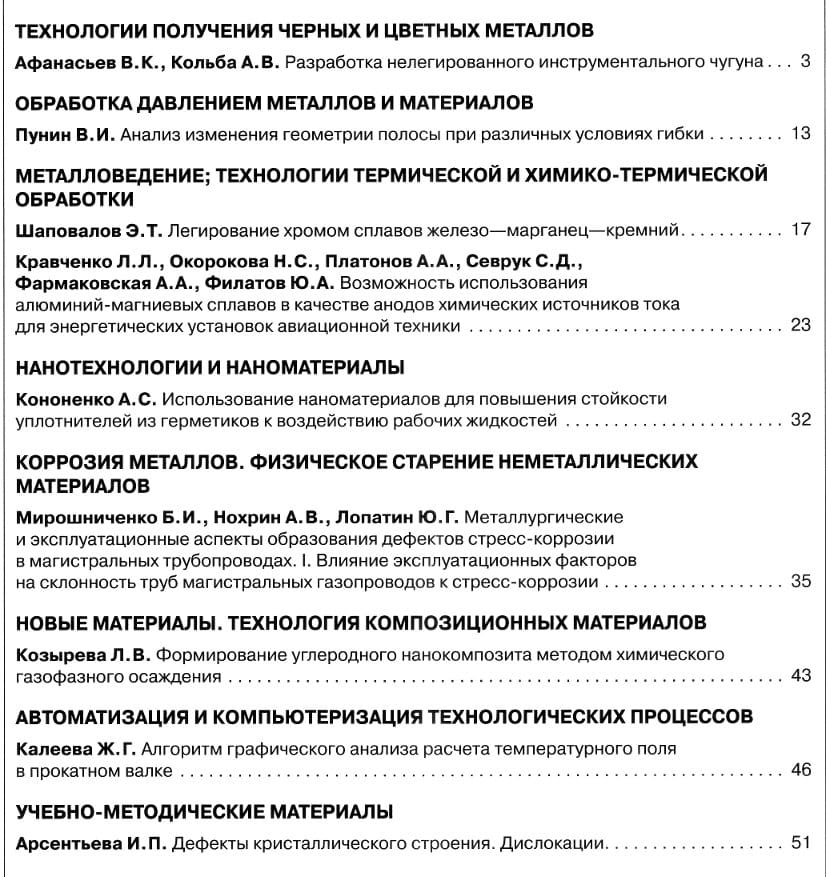 ТЕХНОЛОГИИ ПОЛУЧЕНИЯ ЧЕРНЫХ И ЦВЕТНЫХ МЕТАЛЛОВ
Афанасьев В.К., Кольба А.В. Разработка нелегированного инструментального чугуна . . . 3
ОБРАБОТКА ДАВЛЕНИЕМ МЕТАЛЛОВ И МАТЕРИАЛОВ
Пунин В.И. Анализ изменения геометрии полосы при различных условиях гибки . . . . . . . . 13
МЕТАЛЛОВЕДЕНИЕ; ТЕХНОЛОГИИ ТЕРМИЧЕСКОЙ И ХИМИКО-ТЕРМИЧЕСКОЙ
ОБРАБОТКИ
Шаповалов Э.Т. Легирование хромом сплавов железо—марганец—кремний. . . . . . . . . . . 17
Кравченко Л.Л., Окорокова Н.С., Платонов А.А., Севрук С.Д.,
Фармаковская А.А., Филатов Ю.А. Возможность использования
алюминий-магниевых сплавов в качестве анодов химических источников тока
для энергетических установок авиационной техники . . . . . . . . . . . . . . . . . . . . . . . . . . . . . . . 23
НАНОТЕХНОЛОГИИ И НАНОМАТЕРИАЛЫ
Кононенко А.С. Использование наноматериалов для повышения стойкости
уплотнителей из герметиков к воздействию рабочих жидкостей . . . . . . . . . . . . . . . . . . . . . . 32
КОРРОЗИЯ МЕТАЛЛОВ. ФИЗИЧЕСКОЕ СТАРЕНИЕ НЕМЕТАЛЛИЧЕСКИХ
МАТЕРИАЛОВ
Мирошниченко Б.И., Нохрин А.В., Лопатин Ю.Г. Металлургические
и эксплуатационные аспекты образования дефектов стресс-коррозии
в магистральных трубопроводах. I. Влияние эксплуатационных факторов
на склонность труб магистральных газопроводов к стресс-коррозии . . . . . . . . . . . . . . . . . . 35
НОВЫЕ МАТЕРИАЛЫ. ТЕХНОЛОГИЯ КОМПОЗИЦИОННЫХ МАТЕРИАЛОВ
Козырева Л.В. Формирование углеродного нанокомпозита методом химического
газофазного осаждения . . . . . . . . . . . . . . . . . . . . . . . . . . . . . . . . . . . . . . . . . . . . . . . . . . . . . . . 43
АВТОМАТИЗАЦИЯ И КОМПЬЮТЕРИЗАЦИЯ ТЕХНОЛОГИЧЕСКИХ ПРОЦЕССОВ
Калеева Ж.Г. Алгоритм графического анализа расчета температурного поля
в прокатном валке . . . . . . . . . . . . . . . . . . . . . . . . . . . . . . . . . . . . . . . . . . . . . . . . . . . . . . . . . . . . 46
УЧЕБНО-МЕТОДИЧЕСКИЕ МАТЕРИАЛЫ
Арсентьева И.П. Дефекты кристаллического строения. Дислокации. . . . . . . . . . . . . . . . . . 51